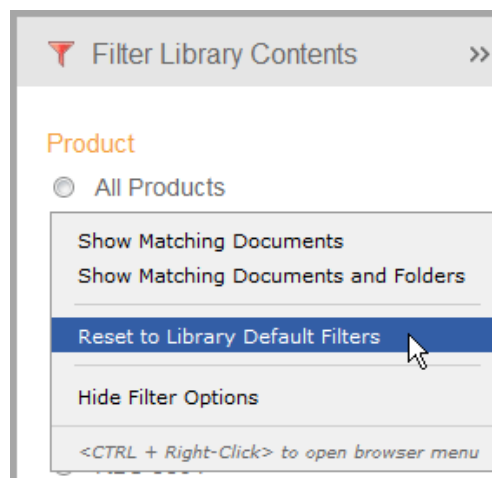 Filter Library Contents »
Product
All Products
Show Matching Documents
Show Matching Documents and Folders
Reset to Library Default Filters
Hide Filter Options
<CTRL + Right-Click> to open browser menu